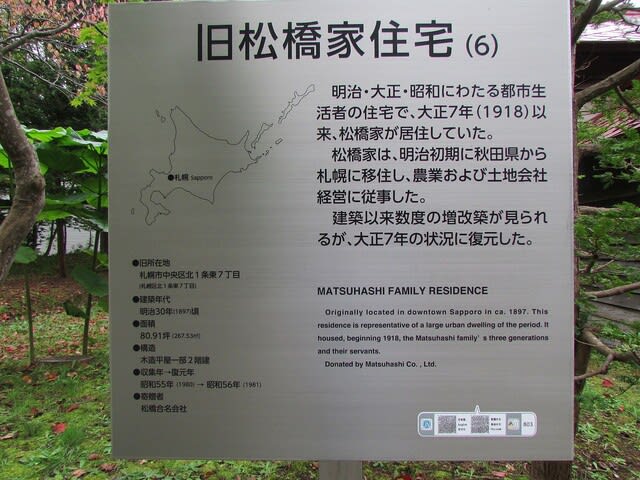 旧松橋家住宅 (6)
明治・大正・昭和にわたる都市生
活者の住宅で、大正7年(1918)以
来、松橋家が居住していた。
松橋家は、明治初期に秋田県から
札幌に移住し、農業および土地会社
経営に従事した。
建築以来数度の増改築が見られ
るが、大正7年の状況に復元した。
●札幌 Sapporo
●旧所在地
札幌市中央区北1条東7丁目
(札幌区北1条東7丁目)
●建築年代
明治30年(1897)頃
●面積
80.91坪(267.53㎡)
●構造
木造平屋一部2階建
●収集年→復元年
昭和55年(1980)→昭和56年(1981)
●寄贈者
松橋合名会社
MATSUHASHI FAMILY RESIDENCE
Originally located in downtown Sapporo in ca. 1897. This
residence is representative of a large urban dwelling of the period. It
housed, beginning 1918, the Matsuhashi family's three generations
and their servants.
Donated by Matsuhashi Co., Ltd.
803